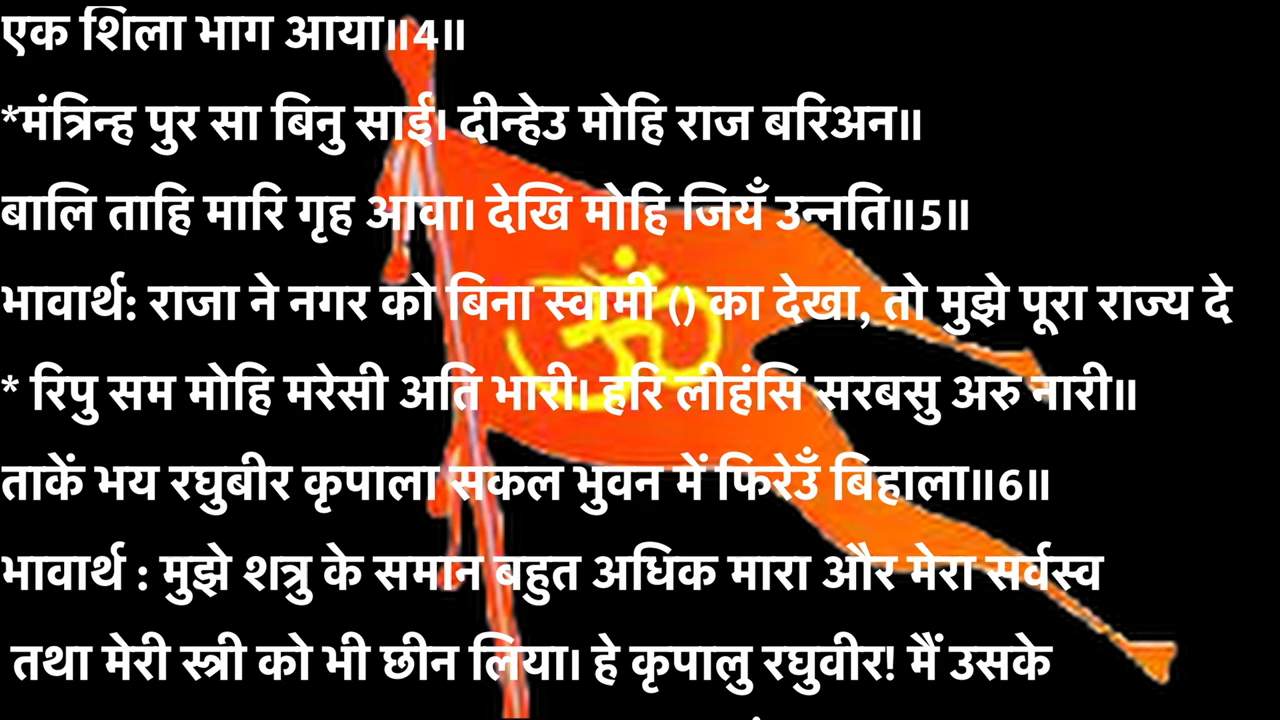 एक शिला भाग आया॥4॥
*मंत्रिन्ह पुर सा बिनु साई। दीन्हेउ मोहि राज बरिअन॥
बालि ताहि मारि गृह आवा। देखि मोहि जियँ उन्नति॥5॥
भावार्थ: राजा ने नगर को बिना स्वामी () का देखा, तो मुझे पूरा राज्य दे
* रिपु सम मोहि मरेसी अति भारी। हरि लीहंसि सरबसु अरु नारी॥
ताकें भय रघुबीर कृपाला सकल भुवन में फिरेउँ बिहाला॥6॥
भावार्थ : मुझे शत्रु के समान बहुत अधिक मारा और मेरा सर्वस्व
तथा मेरी स्त्री को भी छीन लिया। हे कृपालु रघुवीर! मैं उसके